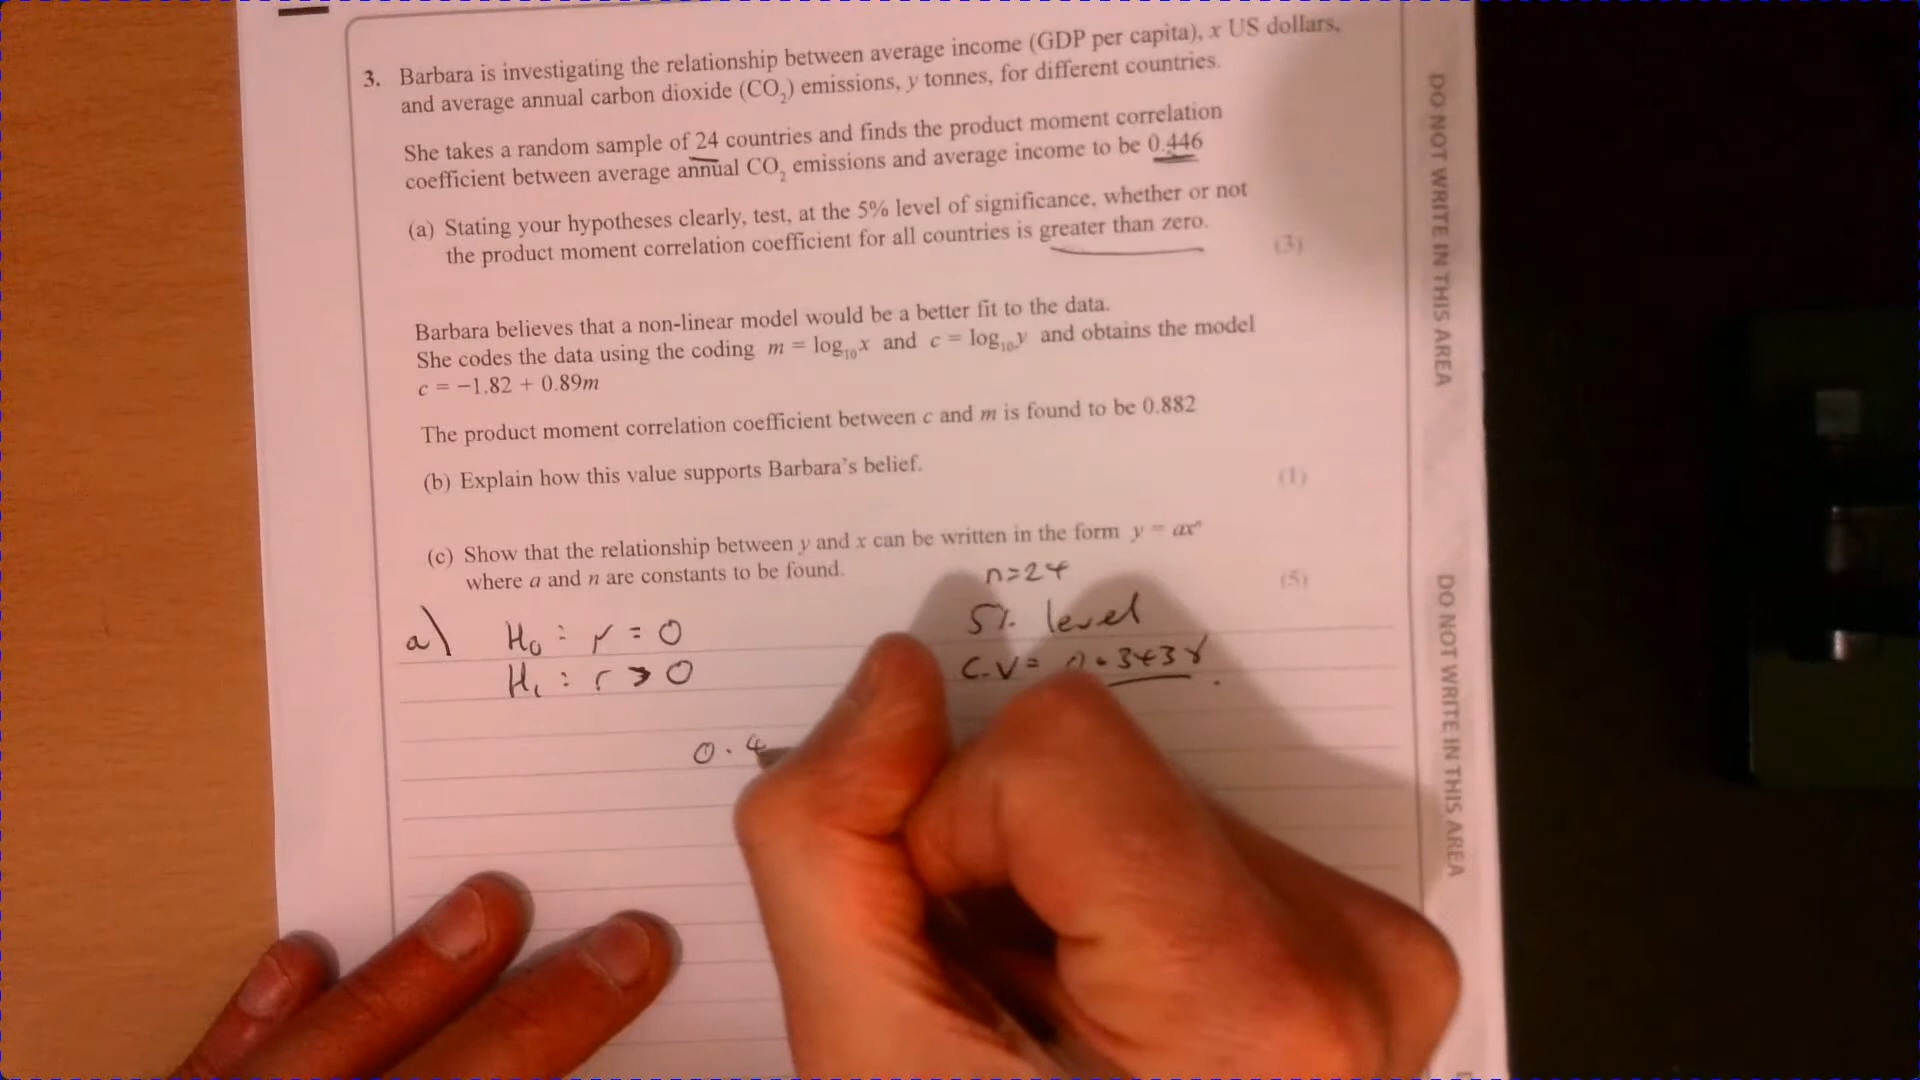 3. Barbara is investigating the relationship between average income (GDP per capita), x US dollars,
and average annual carbon dioxide (CO₂) emissions, y tonnes, for different countries.
She takes a random sample of 24 countries and finds the product moment correlation
coefficient between average annual CO₂ emissions and average income to be 0.446
(a) Stating your hypotheses clearly, test, at the 5% level of significance, whether or not
the product moment correlation coefficient for all countries is greater than zero.
(3)
Barbara believes that a non-linear model would be a better fit to the data.
She codes the data using the coding m = log₁₀x and c = log₁₀y and obtains the model
c = −1.82 + 0.89m
The product moment correlation coefficient between c and m is found to be 0.882
(b) Explain how this value supports Barbara's belief.
(1)
(c) Show that the relationship between y and x can be written in the form y = axⁿ
where a and n are constants to be found.
(5)
n=24
5% level
C.V=
a) H₀ : r = 0
H₁ : r > 0
0.4
DO NOT WRITE IN THIS AREA
DO NOT WRITE IN THIS AREA